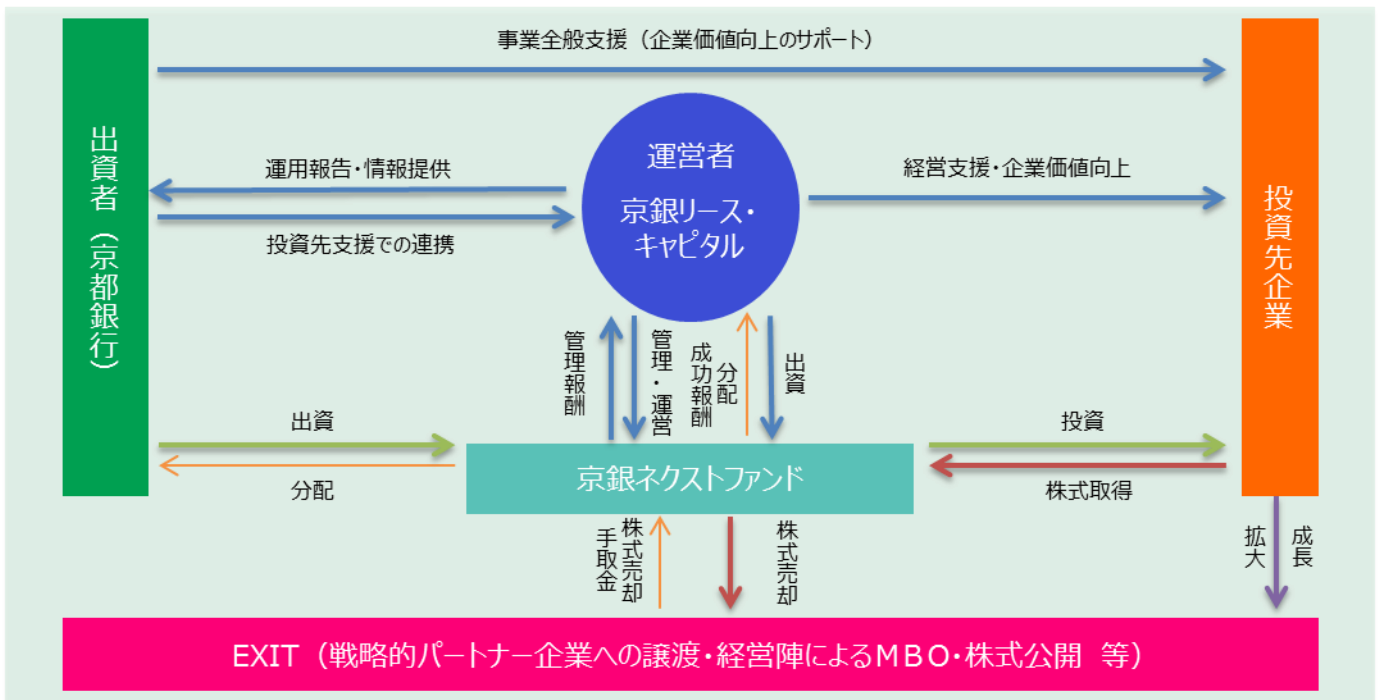 事業全般支援（企業価値向上のサポート）
出資者（京都銀行）
運用報告・情報提供
投資先支援での連携
運営者
京銀リース・
キャピタル
経営支援・企業価値向上
投資先企業
管理報酬
管理・運営
成功報酬
分配
出資
出資
分配
京銀ネクストファンド
投資
株式取得
手取金
株式売却
株式売却
拡大
成長
EXIT（戦略的パートナー企業への譲渡・経営陣によるＭＢＯ・株式公開　等）